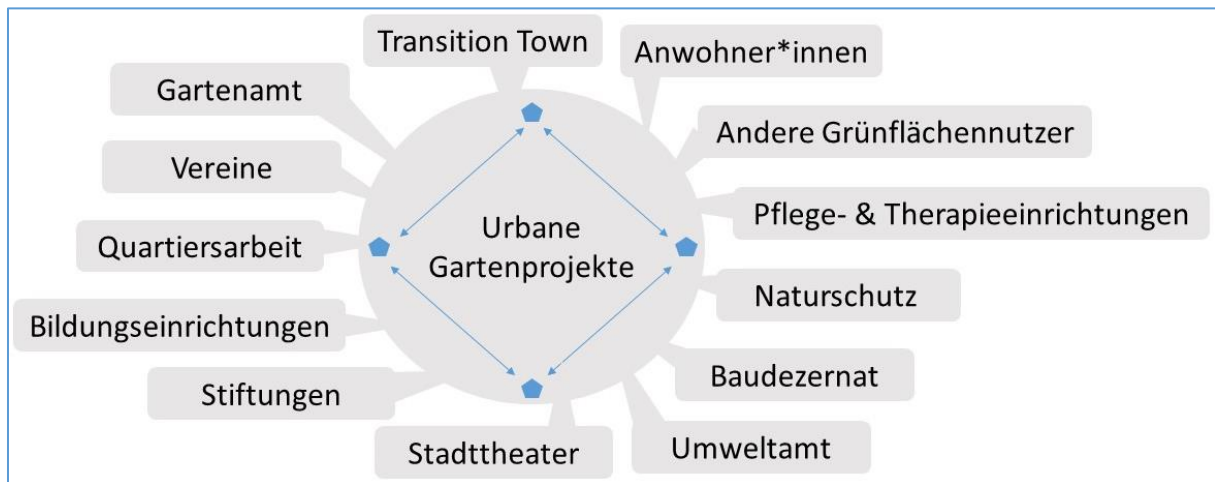 Transition Town
Anwohner*innen
Gartenamt
Andere Grünflächennutzer
Vereine
Pflege- & Therapieeinrichtungen
Urbane
Gartenprojekte
Quartiersarbeit
Naturschutz
Bildungseinrichtungen
Baudezernat
Stiftungen
Umweltamt
Stadttheater